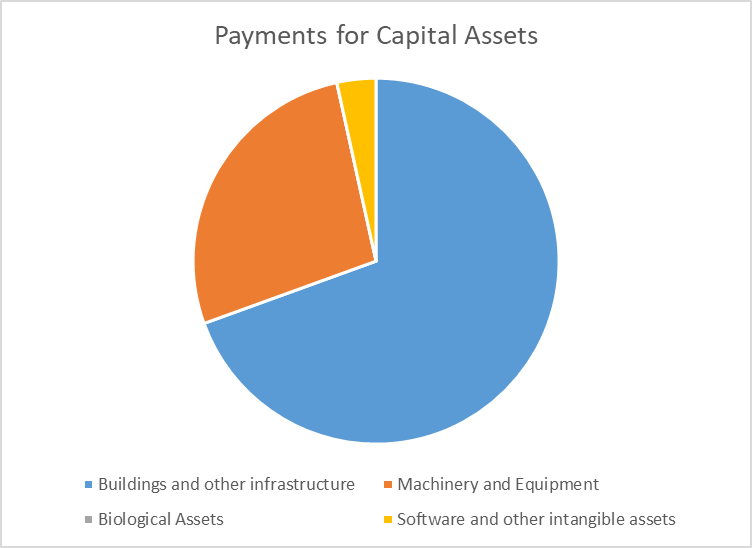 Payments for Capital Assets
Buildings and other infrastructure
Machinery and Equipment
Biological Assets
Software and other intangible assets